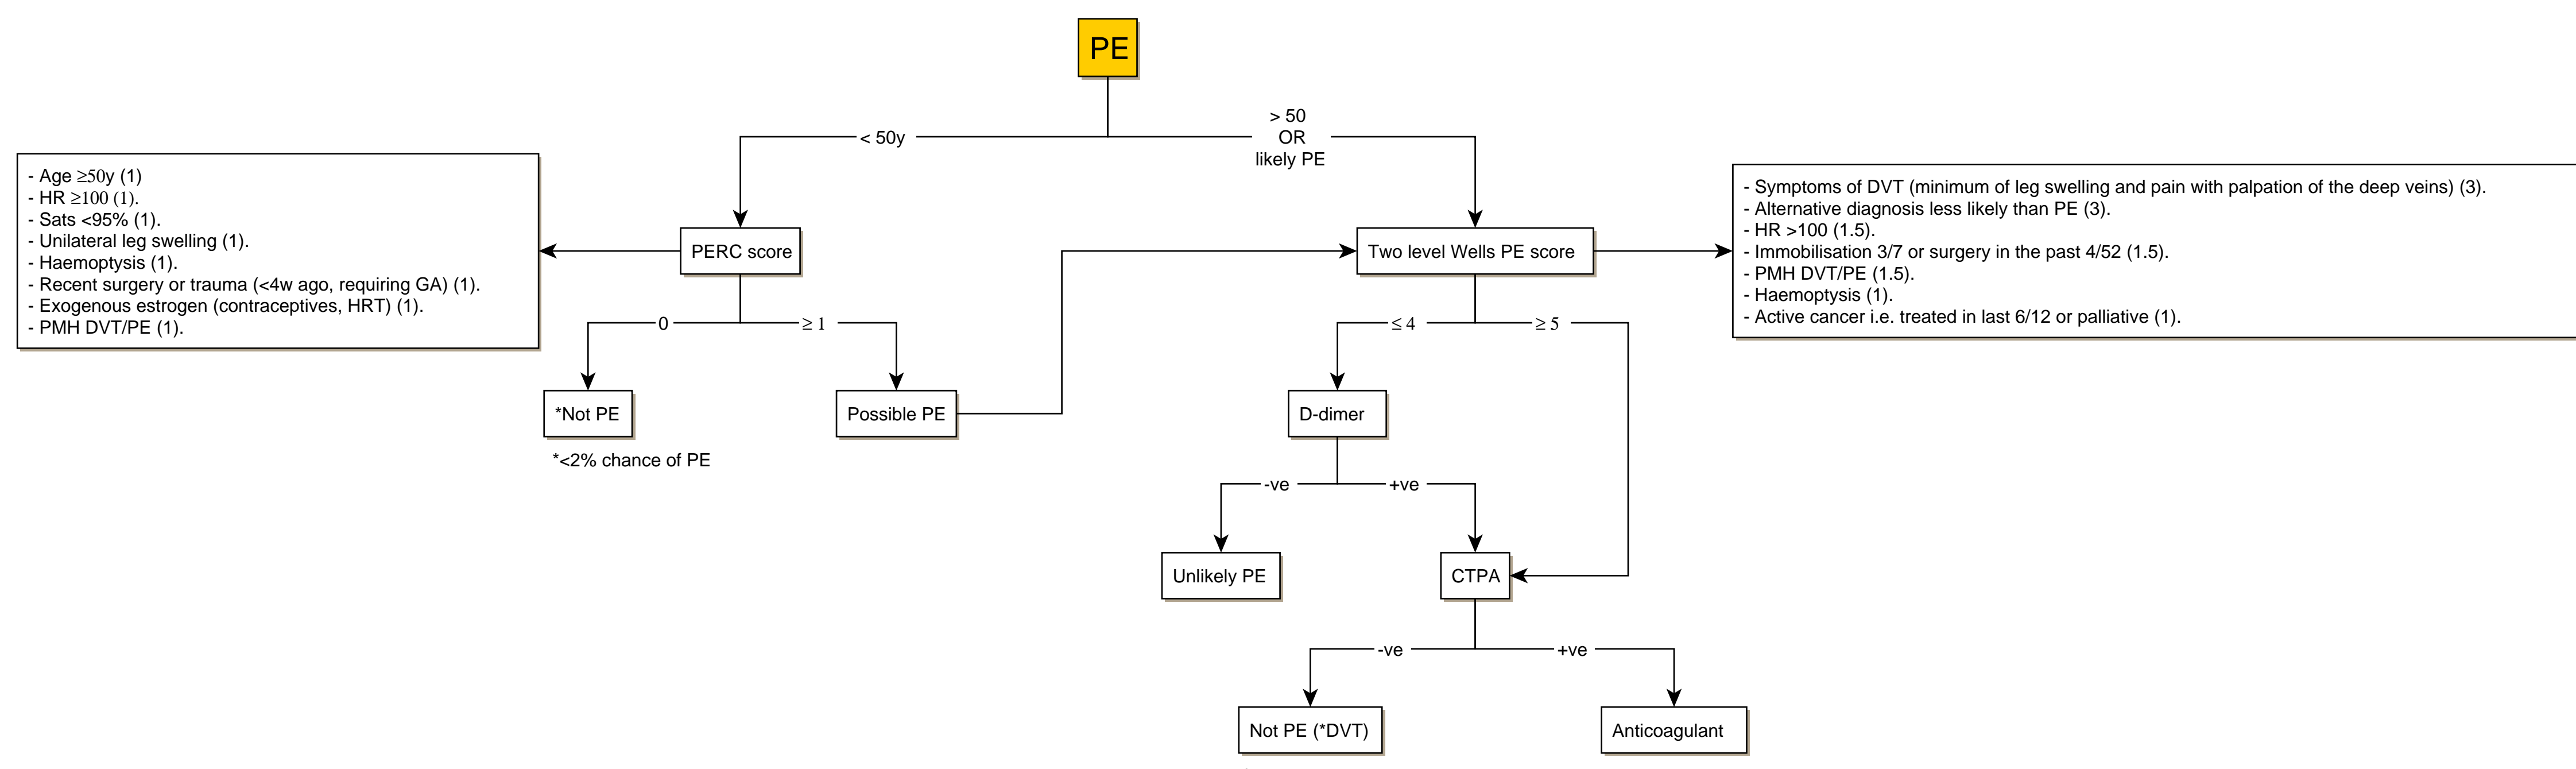 PE
< 50y
> 50
OR
likely PE
- Age ≥50y (1)
- HR ≥100 (1).
- Sats <95% (1).
- Unilateral leg swelling (1).
- Haemoptysis (1).
- Recent surgery or trauma (<4w ago, requiring GA) (1).
- Exogenous estrogen (contraceptives, HRT) (1).
- PMH DVT/PE (1).
PERC score
Two level Wells PE score
- Symptoms of DVT (minimum of leg swelling and pain with palpation of the deep veins) (3).
- Alternative diagnosis less likely than PE (3).
- HR >100 (1.5).
- Immobilisation 3/7 or surgery in the past 4/52 (1.5).
- PMH DVT/PE (1.5).
- Haemoptysis (1).
- Active cancer i.e. treated in last 6/12 or palliative (1).
0
≥ 1
≤ 4
≥ 5
*Not PE
Possible PE
D-dimer
*<2% chance of PE
-ve
+ve
Unlikely PE
CTPA
-ve
+ve
Not PE (*DVT)
Anticoagulant